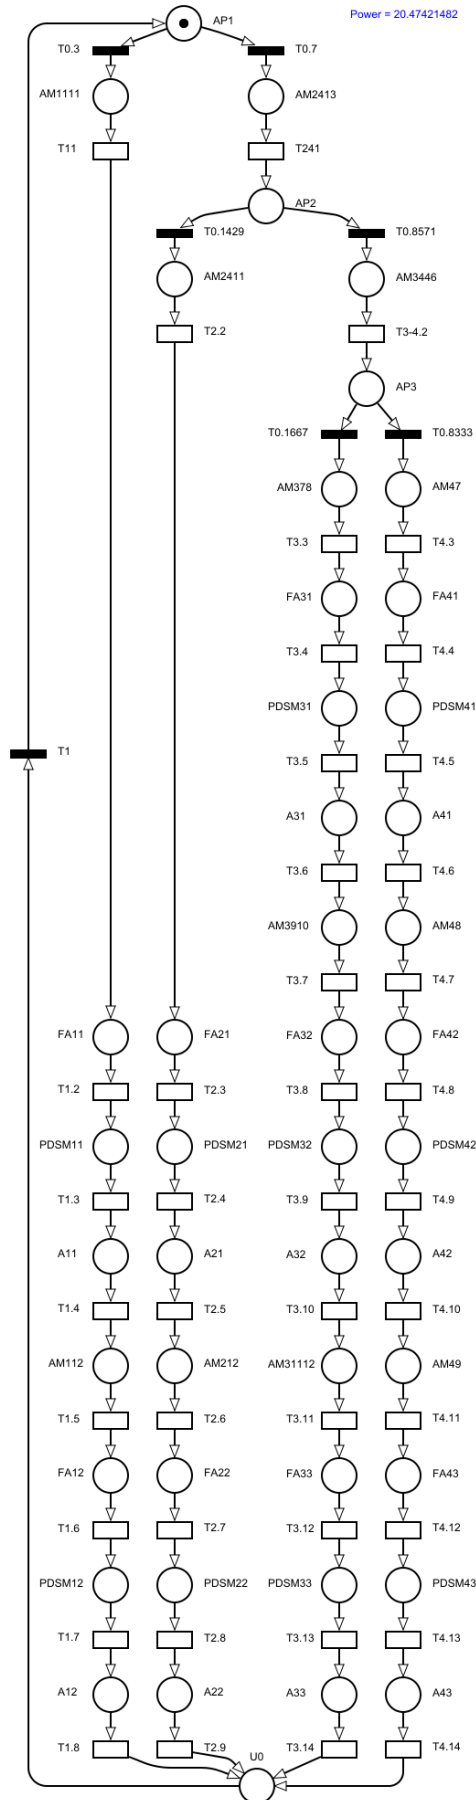 AP1
Power = 20.47421482
T0.3
T0.7
AM1111
AM2413
T11
T241
AP2
T0.1429
T0.8571
AM2411
AM3446
T2.2
T3-4.2
AP3
T0.1667
T0.8333
AM378
AM47
T3.3
T4.3
FA31
FA41
T3.4
T4.4
PDSM31
PDSM41
T1
T3.5
T4.5
A31
A41
T3.6
T4.6
AM3910
AM48
T3.7
T4.7
FA11
FA21
FA32
FA42
T1.2
T2.3
T3.8
T4.8
PDSM11
PDSM21
PDSM32
PDSM42
T1.3
T2.4
T3.9
T4.9
A11
A21
A32
A42
T1.4
T2.5
T3.10
T4.10
AM112
AM212
AM31112
AM49
T1.5
T2.6
T3.11
T4.11
FA12
FA22
FA33
FA43
T1.6
T2.7
T3.12
T4.12
PDSM12
PDSM22
PDSM33
PDSM43
T1.7
T2.8
T3.13
T4.13
A12
A22
A33
A43
T1.8
T2.9
T3.14
T4.14
U0